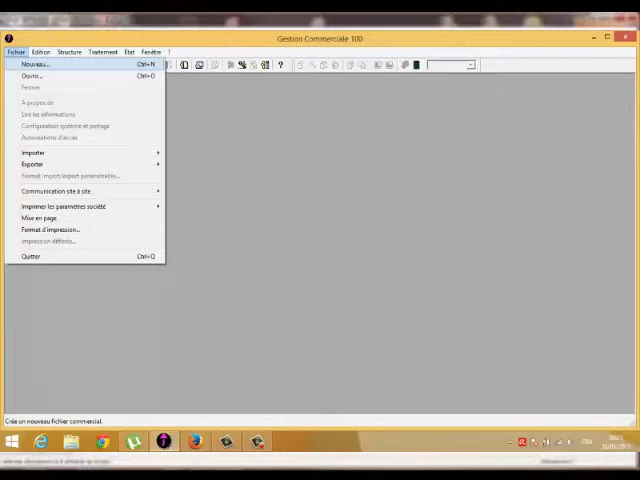 Gestion Commerciale 100
Fichier Edition Structure Traitement Etat Fenêtre ?
Nouveau... Ctrl+N
Ouvrir... Ctrl+O
Fermer
A propos de
Lire les informations
Configuration système et partage
Autorisations d'accès
Importer
Exporter
Format import/export paramétrable...
Communication site à site
Imprimer les paramètres société
Mise en page
Format d'impression...
Impression différée...
Quitter Ctrl+Q
Crée un nouveau fichier commercial.
FRA